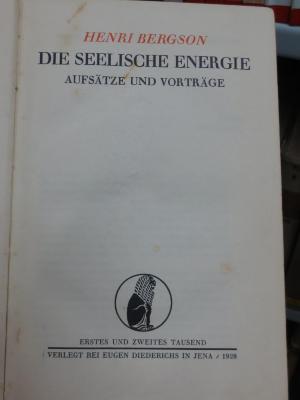 HENRI BERGSON
DIE SEELISCHE ENERGIE
AUFSÄTZE UND VORTRÄGE
ERSTES UND ZWEITES TAUSEND
VERLEGT BEI EUGEN DIEDERICHS IN JENA / 1928